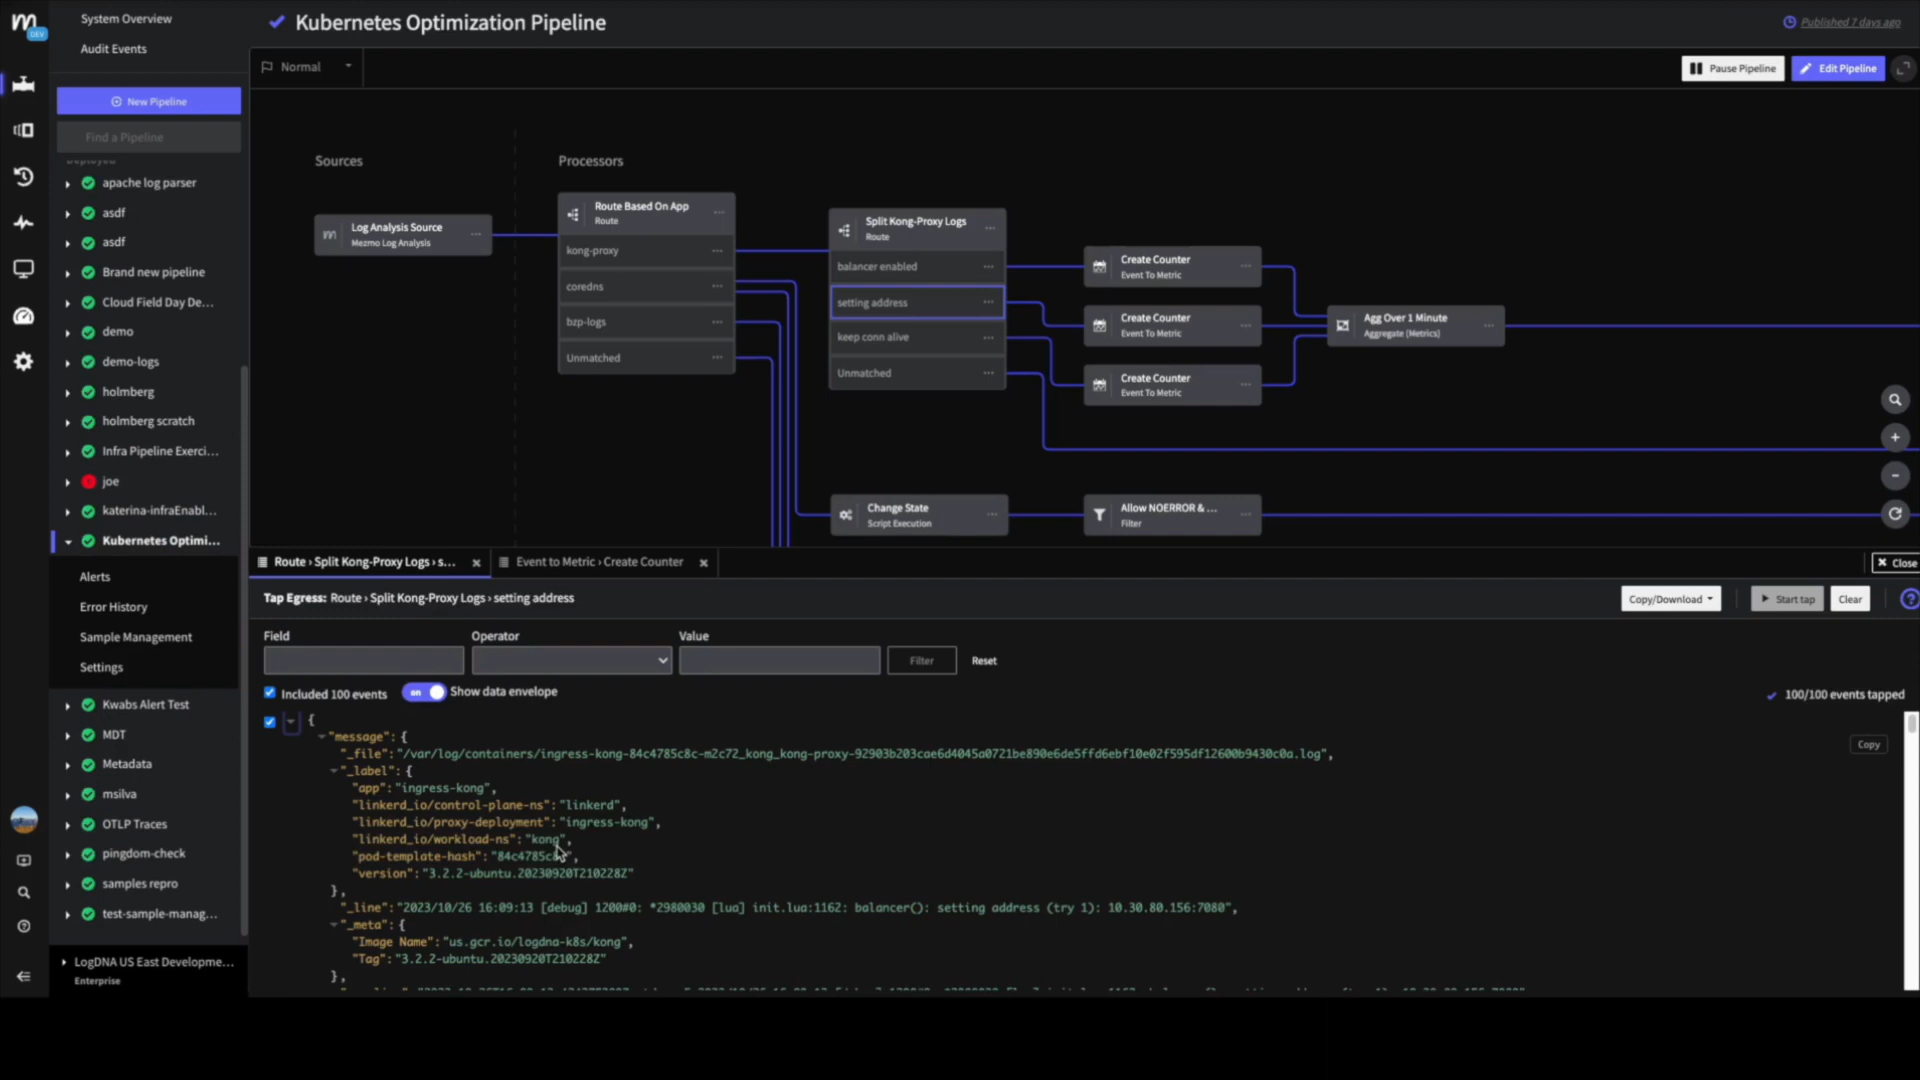 m
DEV
System Overview
Audit Events
New Pipeline
Find a Pipeline
Deployed
apache log parser
asdf
asdf
Brand new pipeline
Cloud Field Day De...
demo
demo-logs
holmberg
holmberg scratch
Infra Pipeline Exerci...
joe
katerina-infraEnabl...
Kubernetes Optimi...
Alerts
Error History
Sample Management
Settings
Kwabs Alert Test
MDT
Metadata
msilva
OTLP Traces
pingdom-check
samples repro
test-sample-manag...
LogDNA US East Developme...
Enterprise
Kubernetes Optimization Pipeline
Published 7 days ago
Normal
Pause Pipeline
Edit Pipeline
Sources
Processors
Log Analysis Source
Mezmo Log Analysis
Route Based On App
Route
kong-proxy
coredns
bzp-logs
Unmatched
Split Kong-Proxy Logs
Route
balancer enabled
setting address
keep conn alive
Unmatched
Create Counter
Event To Metric
Create Counter
Event To Metric
Create Counter
Event To Metric
Agg Over 1 Minute
Aggregate (Metrics)
Change State
Script Execution
Allow NOERROR & ...
Filter
Route › Split Kong-Proxy Logs › s...
Event to Metric › Create Counter
Close
Tap Egress: Route › Split Kong-Proxy Logs › setting address
Copy/Download
Start tap
Clear
Field
Operator
Value
Filter
Reset
Included 100 events
on
Show data envelope
100/100 events tapped
Copy
{
"message": {
"_file": "/var/log/containers/ingress-kong-84c4785c8c-m2c72_kong_kong-proxy-92903b203cae6d4045a0721be890e6de5ffd6ebf10e02f595df12600b9430c0a.log",
"_label": {
"app": "ingress-kong",
"linkerd_io/control-plane-ns": "linkerd",
"linkerd_io/proxy-deployment": "ingress-kong",
"linkerd_io/workload-ns": "kong",
"pod-template-hash": "84c4785c8c",
"version": "3.2.2-ubuntu.20230920T210228Z"
},
"_line": "2023/10/26 16:09:13 [debug] 1200#0: *2980030 [lua] init.lua:1162: balancer(): setting address (try 1): 10.30.80.156:7080",
"_meta": {
"Image Name": "us.gcr.io/logdna-k8s/kong",
"Tag": "3.2.2-ubuntu.20230920T210228Z"
},